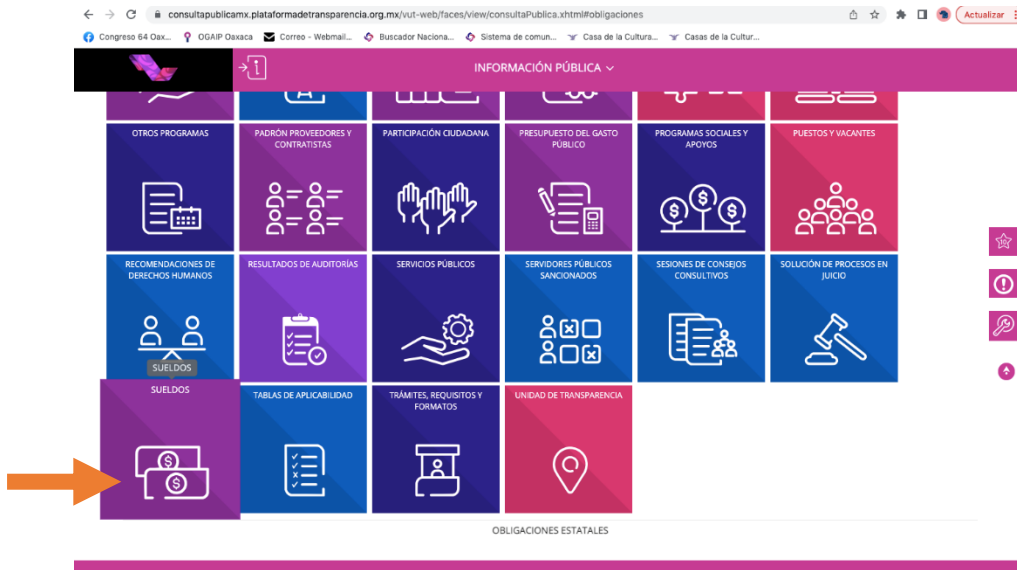 consultapublicamx.plataformadetransparencia.org.mx/vut-web/faces/view/consultaPublica.xhtml#obligaciones
Actualizar
Congreso 64 Oax...
OGAIP Oaxaca
Correo - Webmail...
Buscador Naciona...
Sistema de comun...
Casa de la Cultura...
Casas de la Cultur...
INFORMACIÓN PÚBLICA
OTROS PROGRAMAS
PADRÓN PROVEEDORES Y
CONTRATISTAS
PARTICIPACIÓN CIUDADANA
PRESUPUESTO DEL GASTO
PÚBLICO
PROGRAMAS SOCIALES Y
APOYOS
PUESTOS Y VACANTES
RECOMENDACIONES DE
DERECHOS HUMANOS
RESULTADOS DE AUDITORÍAS
SERVICIOS PÚBLICOS
SERVIDORES PÚBLICOS
SANCIONADOS
SESIONES DE CONSEJOS
CONSULTIVOS
SOLUCIÓN DE PROCESOS EN
JUICIO
SUELDOS
SUELDOS
TABLAS DE APLICABILIDAD
TRÁMITES, REQUISITOS Y
FORMATOS
UNIDAD DE TRANSPARENCIA
OBLIGACIONES ESTATALES